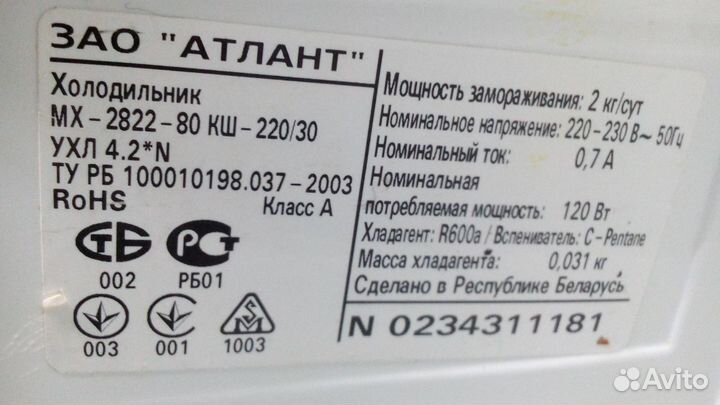 ЗАО "АТЛАНТ"
Холодильник
МХ-2822-80 КШ-220/30
УХЛ 4.2*N
ТУ РБ 100010198.037-2003
RoHS Класс А
СТБ РСТ
002 РБ01
003 001 1003
Мощность замораживания: 2 кг/сут
Номинальное напряжение: 220-230 В~ 50Гц
Номинальный ток: 0,7 А
Номинальная
потребляемая мощность: 120 Вт
Хладагент: R600a / Вспениватель: C-Pentane
Масса хладагента: 0,031 кг
Сделано в Республике Беларусь
N 0234311181
Avito